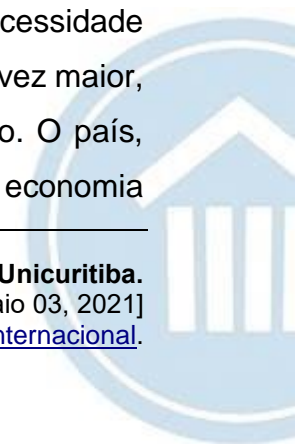 cessidade
vez maior,
o. O país,
economia
Unicuritiba.
aio 03, 2021]
nternacional.